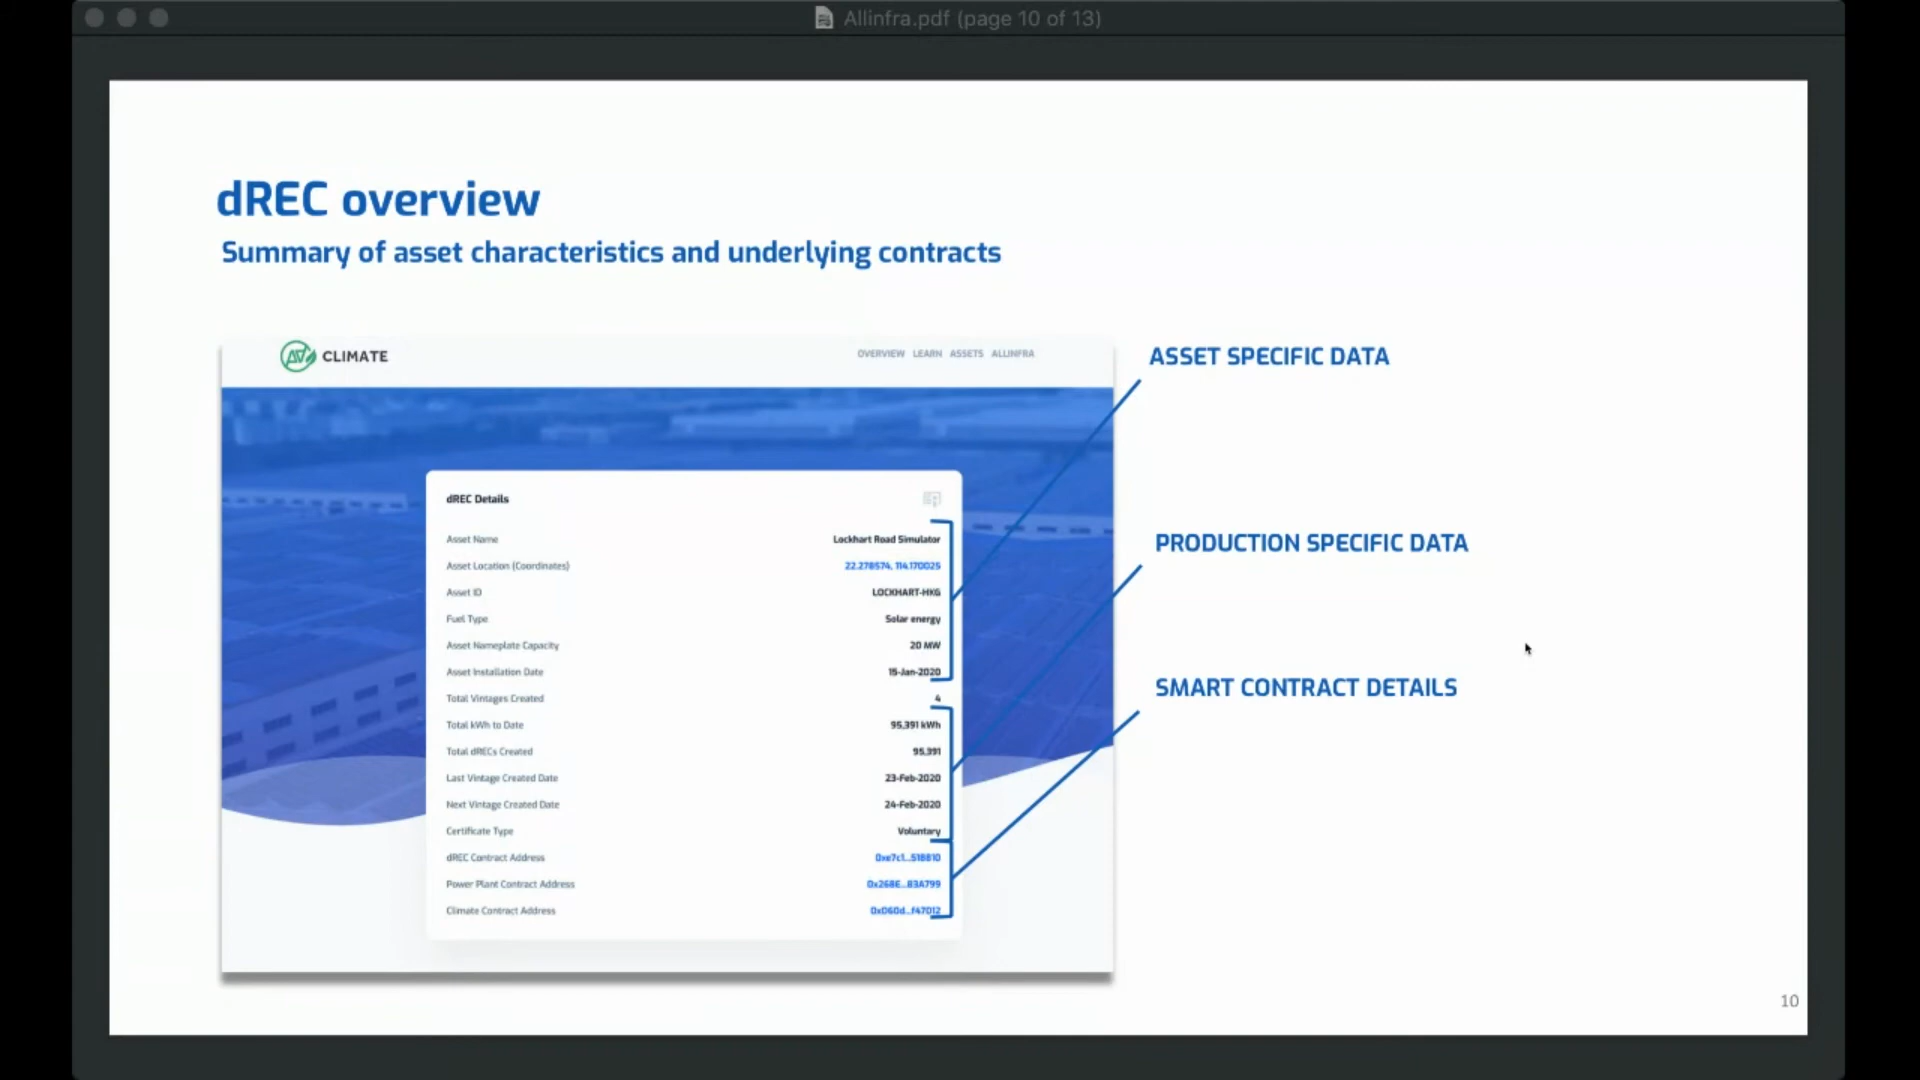 Allinfra.pdf (page 10 of 13)
dREC overview
Summary of asset characteristics and underlying contracts
CLIMATE
OVERVIEW LEARN ASSETS ALLINFRA
ASSET SPECIFIC DATA
PRODUCTION SPECIFIC DATA
SMART CONTRACT DETAILS
dREC Details
Asset Name Lockhart Road Simulator
Asset Location (Coordinates) 22.278574, 114.170025
Asset ID LOCKHART-HKG
Fuel Type Solar energy
Asset Nameplate Capacity 20 MW
Asset Installation Date 15-Jan-2020
Total Vintages Created 4
Total kWh to Date 95,391 kWh
Total dRECs Created 95,391
Last Vintage Created Date 23-Feb-2020
Next Vintage Created Date 24-Feb-2020
Certificate Type Voluntary
dREC Contract Address 0xe7c1...518810
Power Plant Contract Address 0x268E...83A799
Climate Contract Address 0x060d...f47012
10